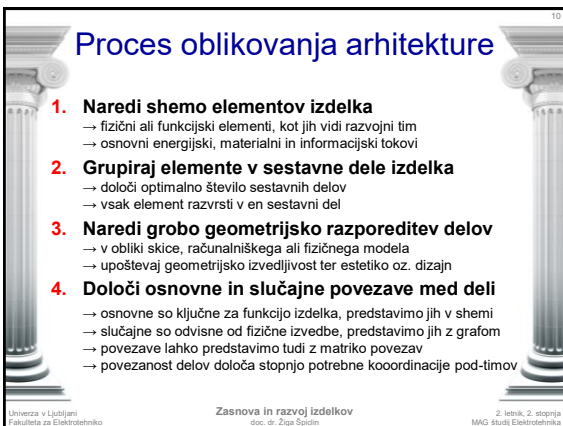 10
Proces oblikovanja arhitekture
1. Naredi shemo elementov izdelka
→ fizični ali funkcijski elementi, kot jih vidi razvojni tim
→ osnovni energijski, materialni in informacijski tokovi
2. Grupiraj elemente v sestavne dele izdelka
→ določi optimalno število sestavnih delov
→ vsak element razvrsti v en sestavni del
3. Naredi grobo geometrijsko razporeditev delov
→ v obliki skice, računalniškega ali fizičnega modela
→ upoštevaj geometrijsko izvedljivost ter estetiko oz. dizajn
4. Določi osnovne in slučajne povezave med deli
→ osnovne so ključne za funkcijo izdelka, predstavimo jih v shemi
→ slučajne so odvisne od fizične izvedbe, predstavimo jih z grafom
→ povezave lahko predstavimo tudi z matriko povezav
→ povezanost delov določa stopnjo potrebne kooordinacije pod-timov
Univerza v Ljubljani
Fakulteta za Elektrotehniko
Zasnova in razvoj izdelkov
doc. dr. Žiga Špiclin
2. letnik, 2. stopnja
MAG študij Elektrotehnika